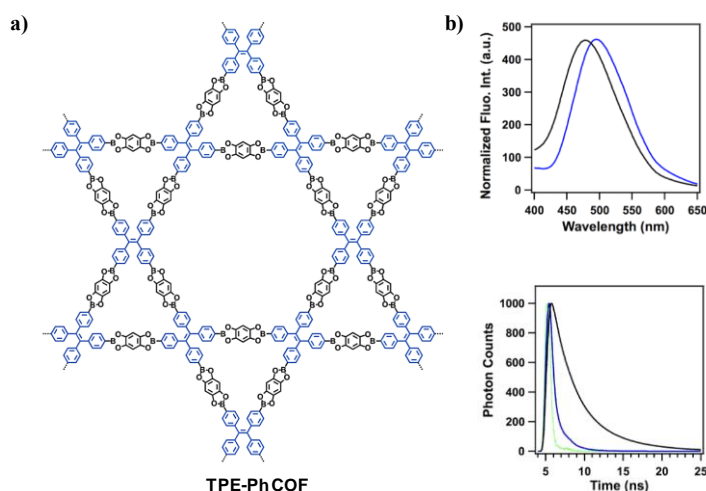 a)
TPE-Ph COF
b)
Normalized Fluo. Int. (a.u.)
500
400
300
200
100
0
400 450 500 550 600 650
Wavelength (nm)
Photon Counts
1000
800
600
400
200
0
5 10 15 20 25
Time (ns)